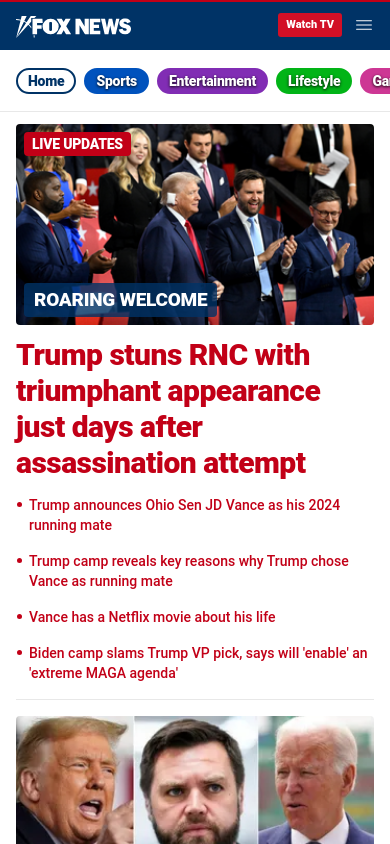 FOX NEWS
Watch TV
Home
Sports
Entertainment
Lifestyle
LIVE UPDATES
ROARING WELCOME
Trump stuns RNC with
triumphant appearance
just days after
assassination attempt
• Trump announces Ohio Sen JD Vance as his 2024
running mate
• Trump camp reveals key reasons why Trump chose
Vance as running mate
• Vance has a Netflix movie about his life
• Biden camp slams Trump VP pick, says will 'enable' an
'extreme MAGA agenda'